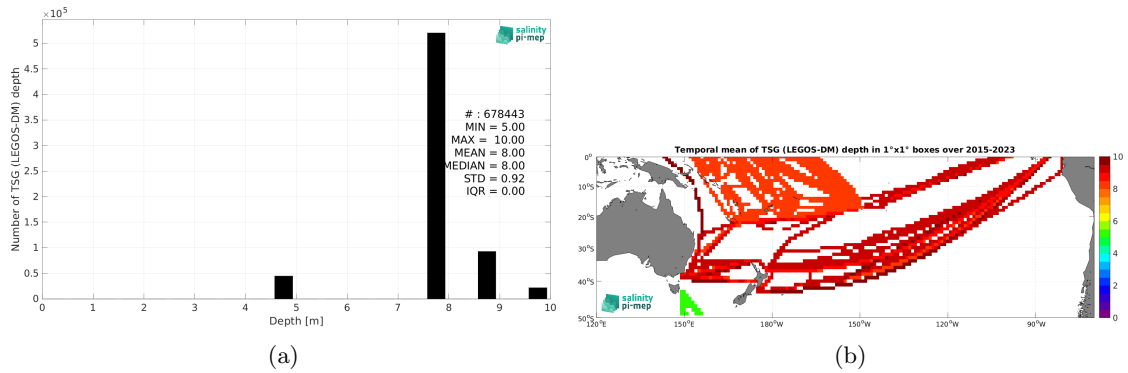 ×10⁵
5
4.5
4
3.5
3
2.5
2
1.5
1
0.5
0
Number of TSG (LEGOS-DM) depth
salinity
pi-mep
# : 678443
MIN = 5.00
MAX = 10.00
MEAN = 8.00
MEDIAN = 8.00
STD = 0.92
IQR = 0.00
0 1 2 3 4 5 6 7 8 9 10
Depth [m]
(a)
Temporal mean of TSG (LEGOS-DM) depth in 1°x1° boxes over 2015-2023
0°
10°S
20°S
30°S
40°S
50°S
salinity
pi-mep
120°E 150°E 180°W 150°W 120°W 90°W
10
8
6
4
2
0
(b)